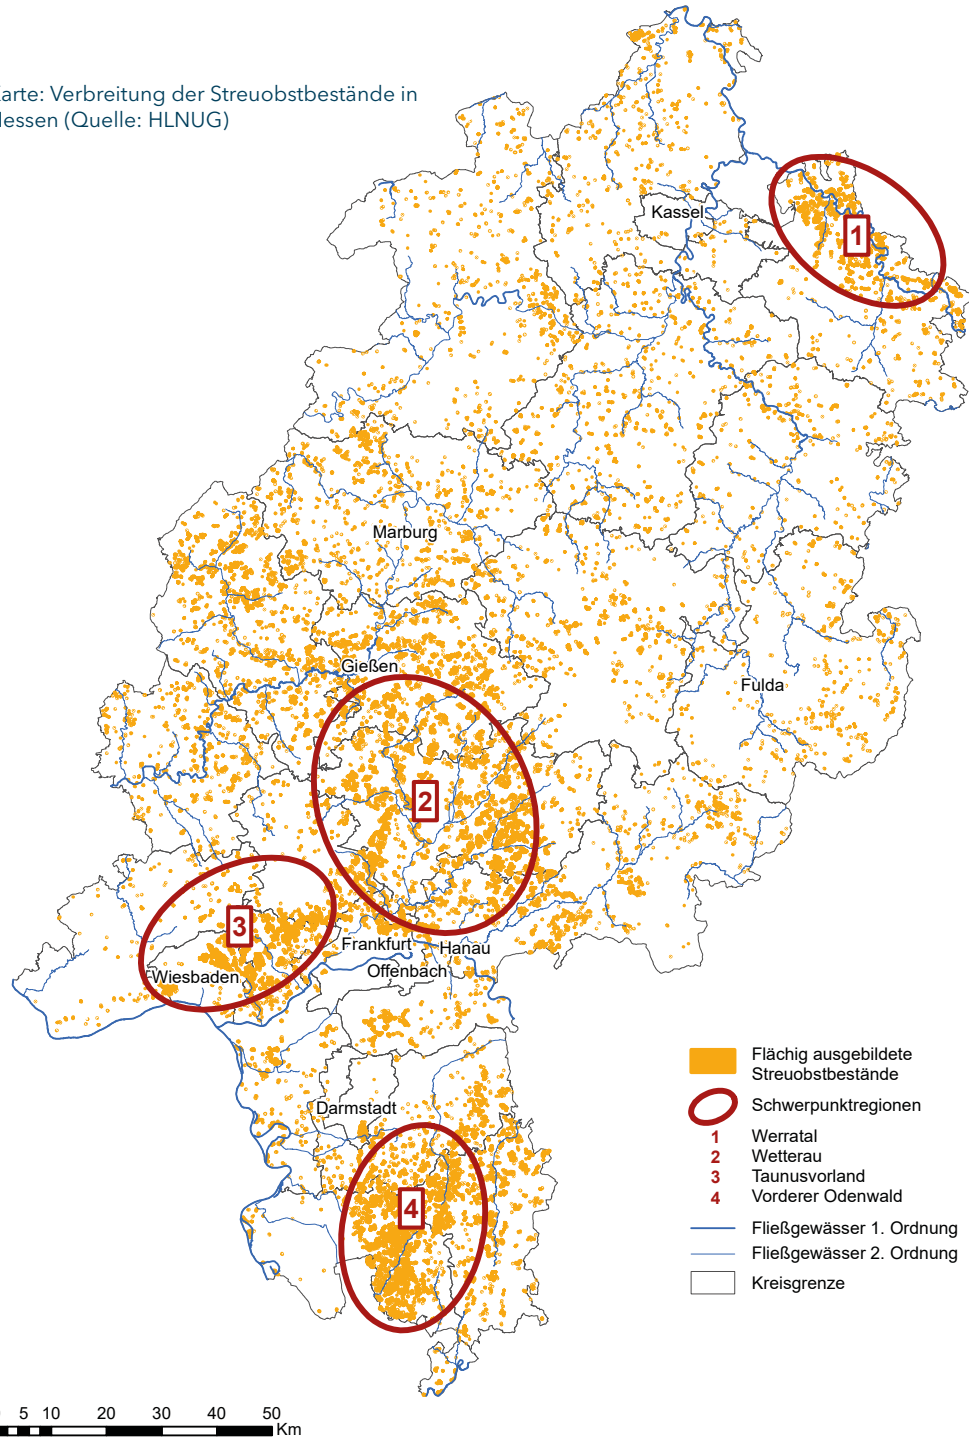 arte: Verbreitung der Streuobstbestände in
essen (Quelle: HLNUG)
Kassel
1
Marburg
Gießen
Fulda
2
3
Frankfurt
Hanau
Wiesbaden
Offenbach
Flächig ausgebildete
Streuobstbestände
Schwerpunktregionen
Darmstadt
1 Werratal
2 Wetterau
3 Taunusvorland
4 Vorderer Odenwald
4
Fließgewässer 1. Ordnung
Fließgewässer 2. Ordnung
Kreisgrenze
5 10 20 30 40 50
Km